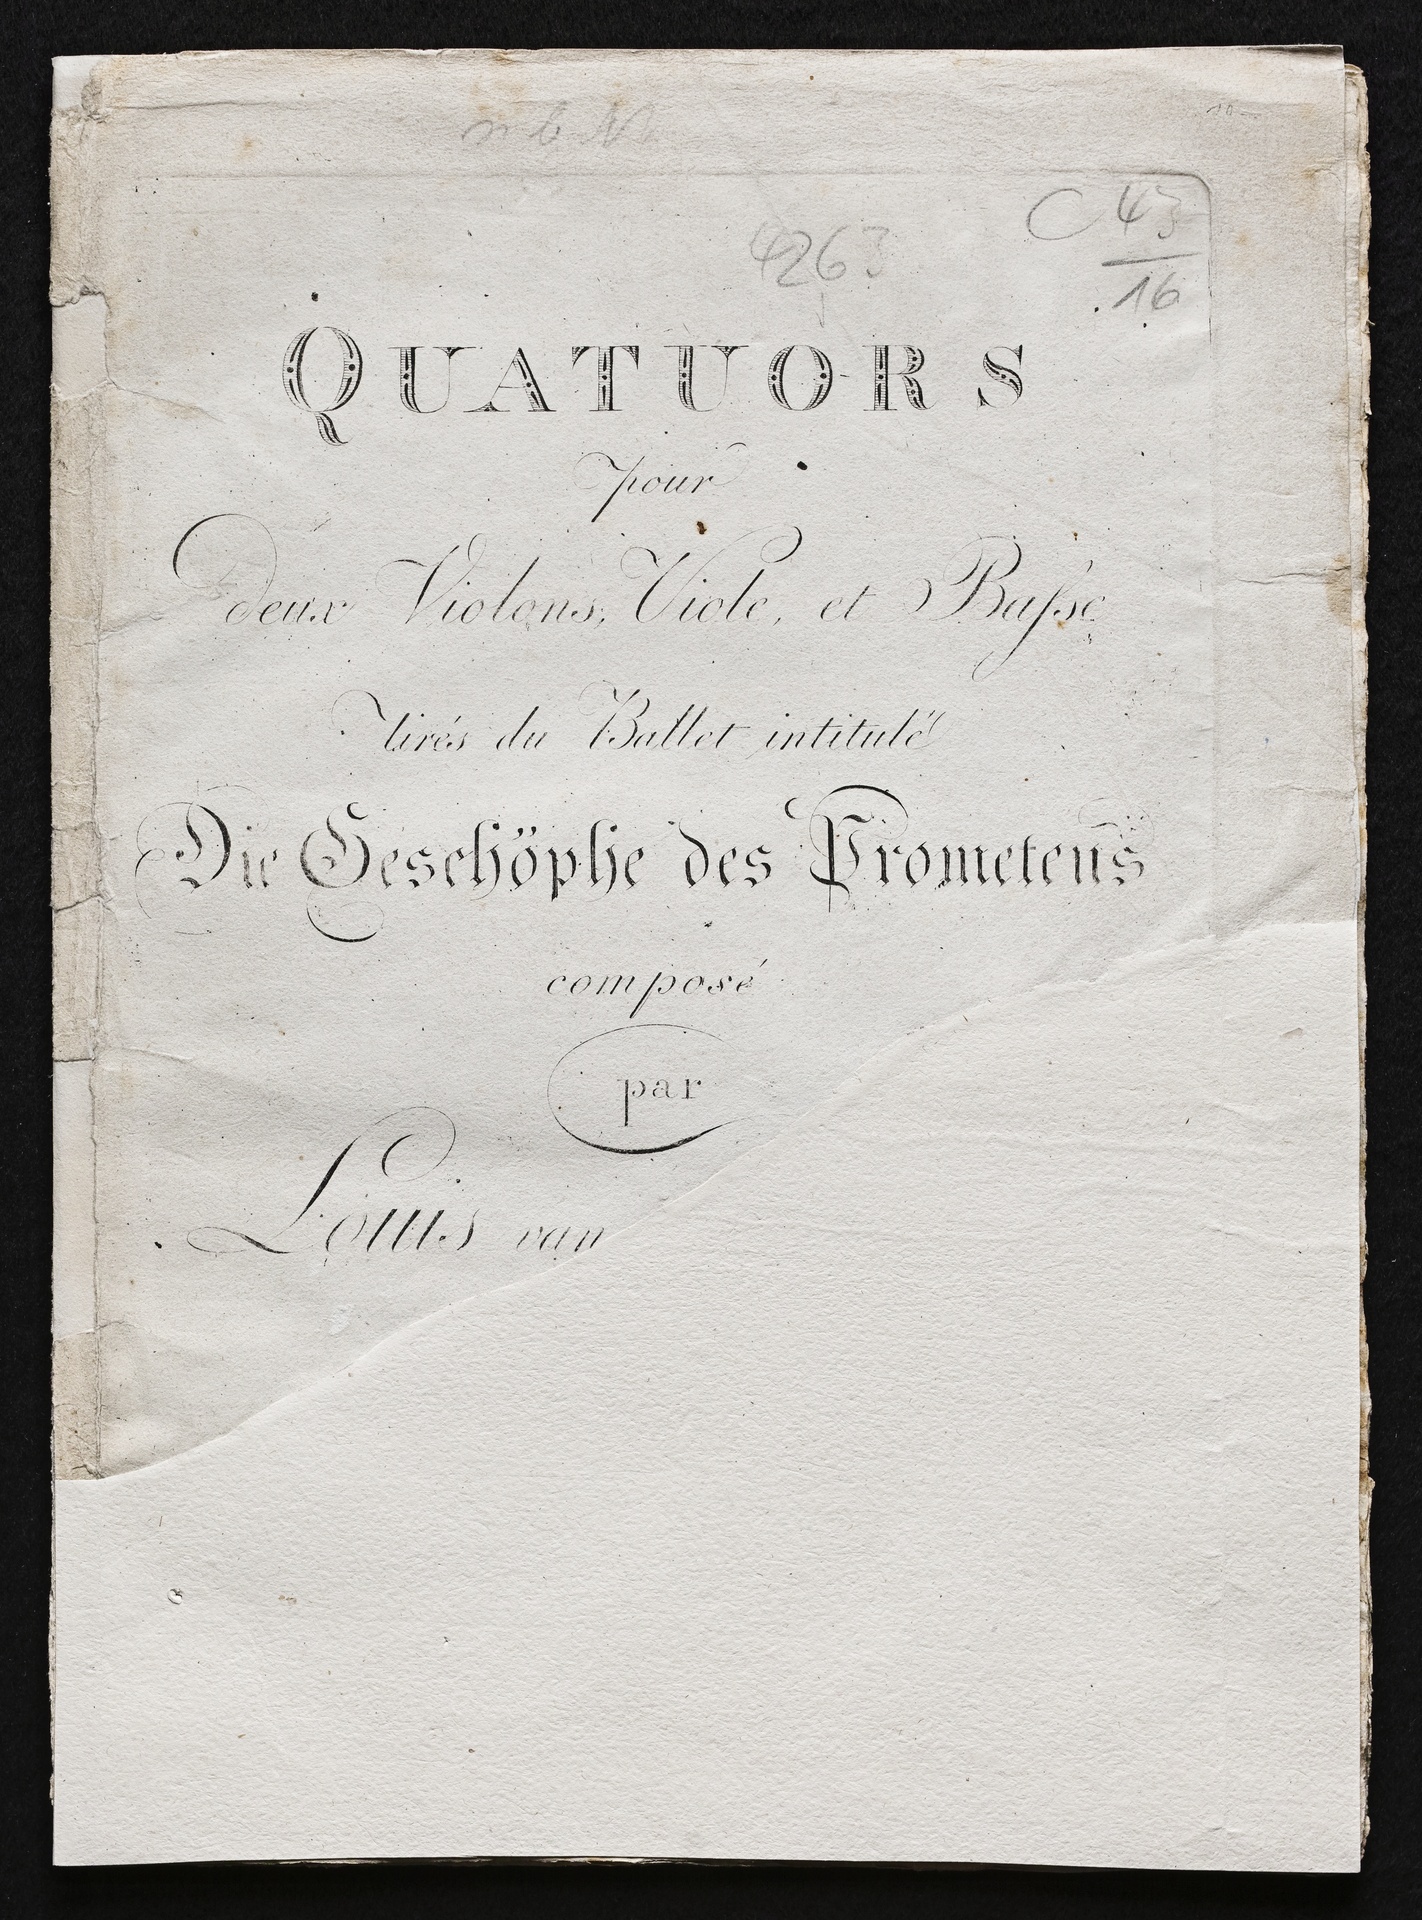 4263
C 43
16
QUATUORS
pour
deux Violons, Viole, et Baſse
tirés du Ballet intitulé
Die Geschöphe des Prometeus
composé
par
Louis van